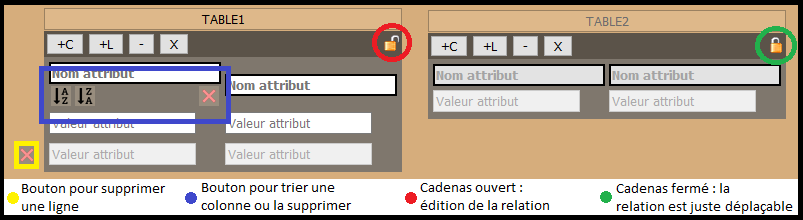 TABLE1
TABLE2
+C +L - X
+C +L - X
Nom attribut
Nom attribut
Nom attribut Nom attribut
A Z Z A
Valeur attribut Valeur attribut
Valeur attribut Valeur attribut
Valeur attribut Valeur attribut
Bouton pour supprimer
une ligne
Bouton pour trier une
colonne ou la supprimer
Cadenas ouvert :
édition de la relation
Cadenas fermé : la
relation est juste déplaçable